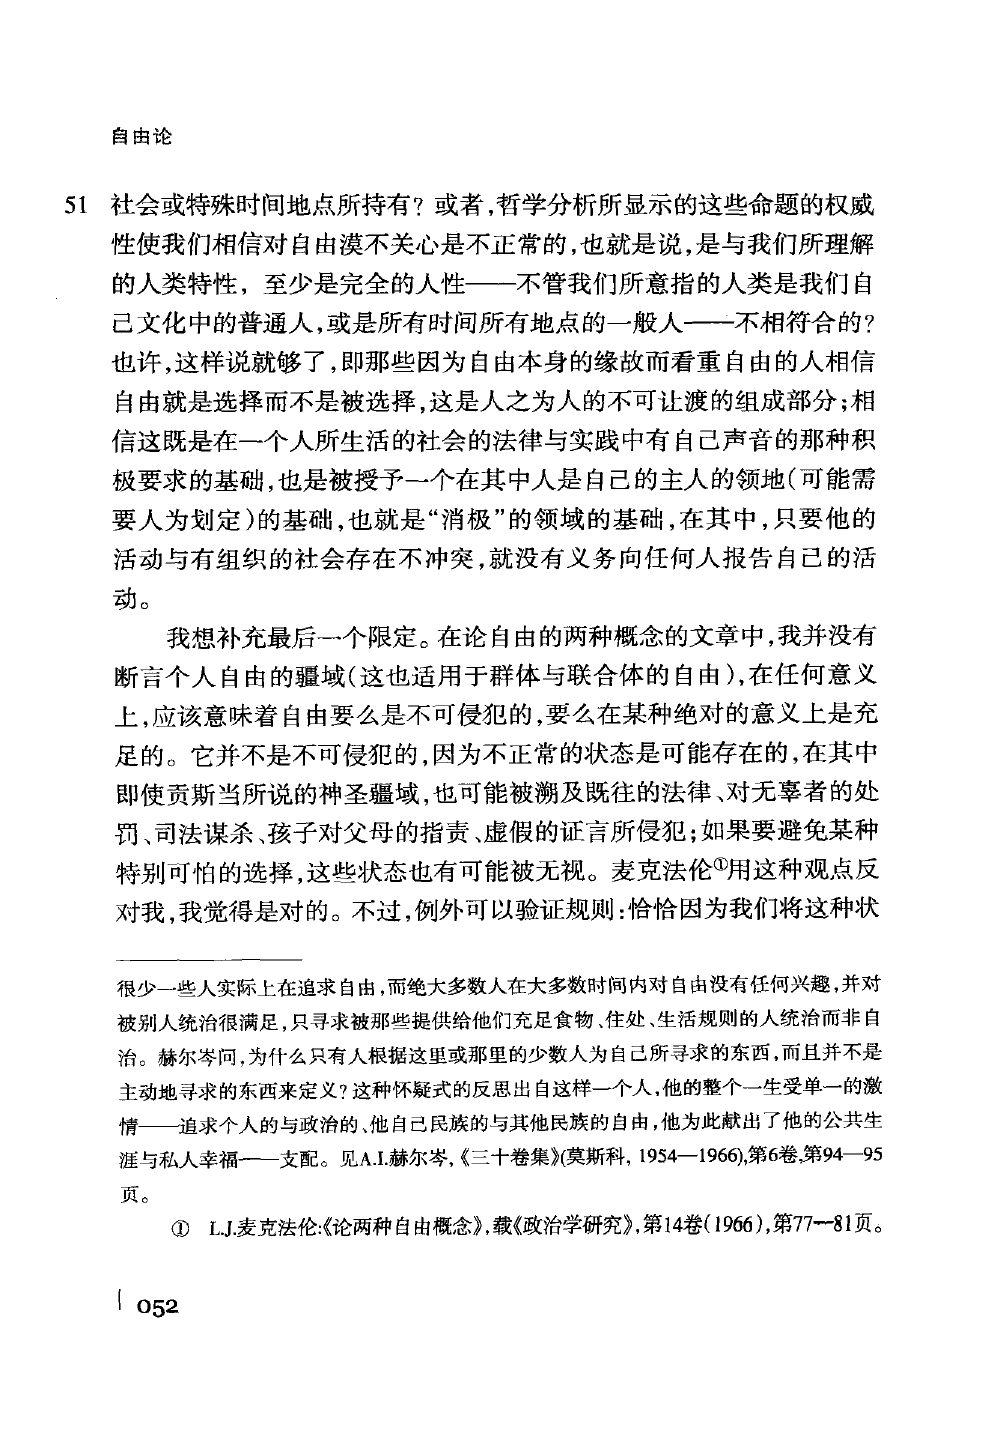 自由论
51 社会或特殊时间地点所持有？或者,哲学分析所显示的这些命题的权威
性使我们相信对自由漠不关心是不正常的,也就是说,是与我们所理解
的人类特性，至少是完全的人性——不管我们所意指的人类是我们自
己文化中的普通人,或是所有时间所有地点的一般人——不相符合的?
也许,这样说就够了,即那些因为自由本身的缘故而看重自由的人相信
自由就是选择而不是被选择,这是人之为人的不可让渡的组成部分;相
信这既是在一个人所生活的社会的法律与实践中有自己声音的那种积
极要求的基础,也是被授予一个在其中人是自己的主人的领地(可能需
要人为划定)的基础,也就是“消极”的领域的基础,在其中,只要他的
活动与有组织的社会存在不冲突,就没有义务向任何人报告自己的活
动。
我想补充最后一个限定。在论自由的两种概念的文章中,我并没有
断言个人自由的疆域(这也适用于群体与联合体的自由),在任何意义
上,应该意味着自由要么是不可侵犯的,要么在某种绝对的意义上是充
足的。它并不是不可侵犯的,因为不正常的状态是可能存在的,在其中
即使贡斯当所说的神圣疆域,也可能被溯及既往的法律、对无辜者的处
罚、司法谋杀、孩子对父母的指责、虚假的证言所侵犯;如果要避免某种
特别可怕的选择,这些状态也有可能被无视。麦克法伦①用这种观点反
对我,我觉得是对的。不过,例外可以验证规则:恰恰因为我们将这种状
很少一些人实际上在追求自由,而绝大多数人在大多数时间内对自由没有任何兴趣,并对
被别人统治很满足,只寻求被那些提供给他们充足食物、住处、生活规则的人统治而非自
治。赫尔岑问,为什么只有人根据这里或那里的少数人为自己所寻求的东西,而且并不是
主动地寻求的东西来定义?这种怀疑式的反思出自这样一个人,他的整个一生受单一的激
情——追求个人的与政治的、他自己民族的与其他民族的自由,他为此献出了他的公共生
涯与私人幸福——支配。见A.I.赫尔岑,《三十卷集》(莫斯科, 1954—1966),第6卷,第94—95
页。
① L.J.麦克法伦:《论两种自由概念》,载《政治学研究》,第14卷(1966),第77—81页。
052